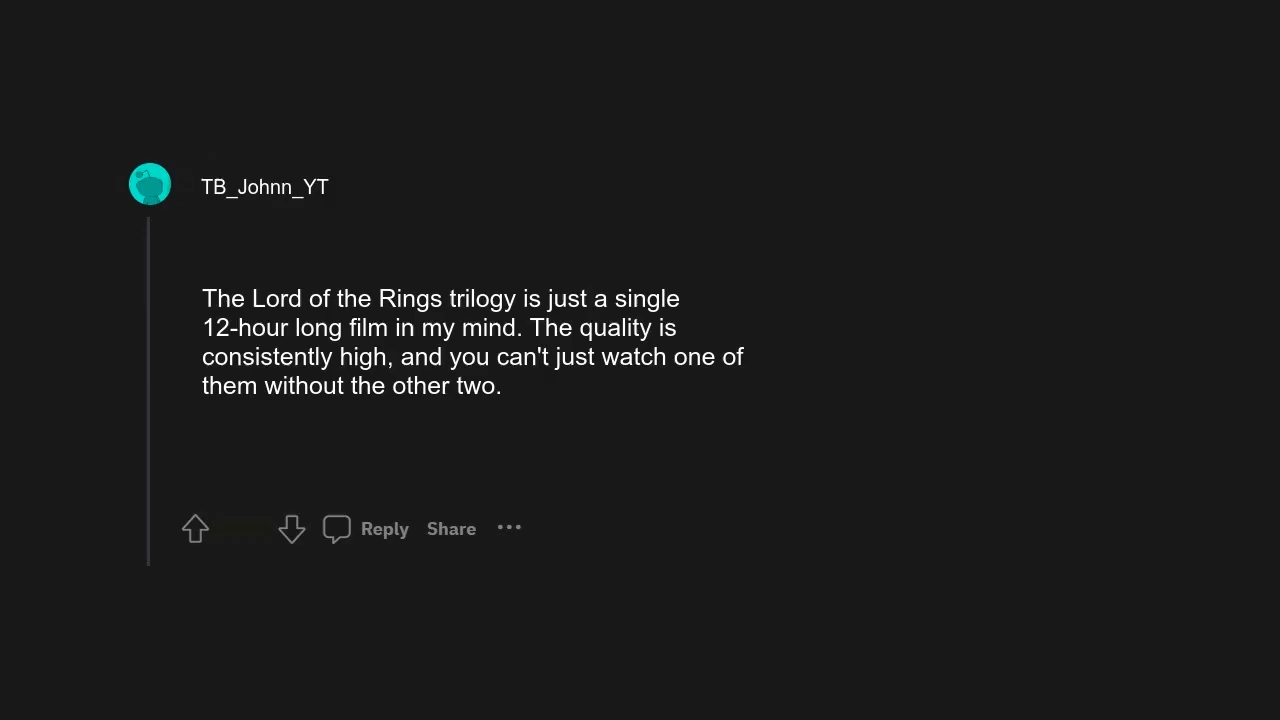 TB_Johnn_YT
The Lord of the Rings trilogy is just a single
12-hour long film in my mind. The quality is
consistently high, and you can't just watch one of
them without the other two.
Reply Share